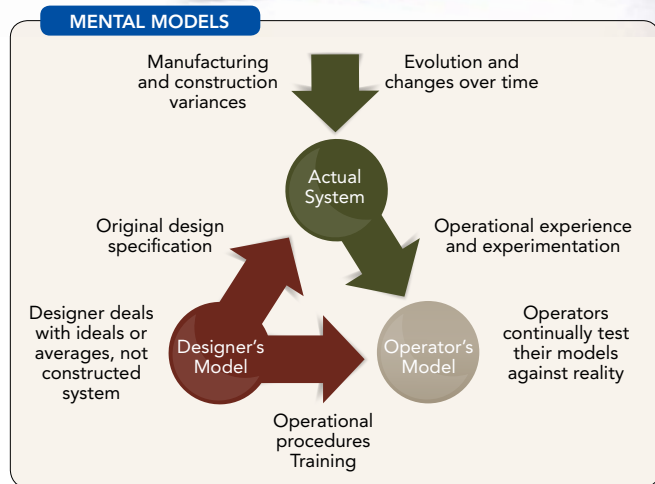 MENTAL MODELS
Manufacturing
and construction
variances
Evolution and
changes over time
Actual
System
Original design
specification
Operational experience
and experimentation
Designer deals
with ideals or
averages, not
constructed
system
Designer's
Model
Operator's
Model
Operators
continually test
their models
against reality
Operational
procedures
Training